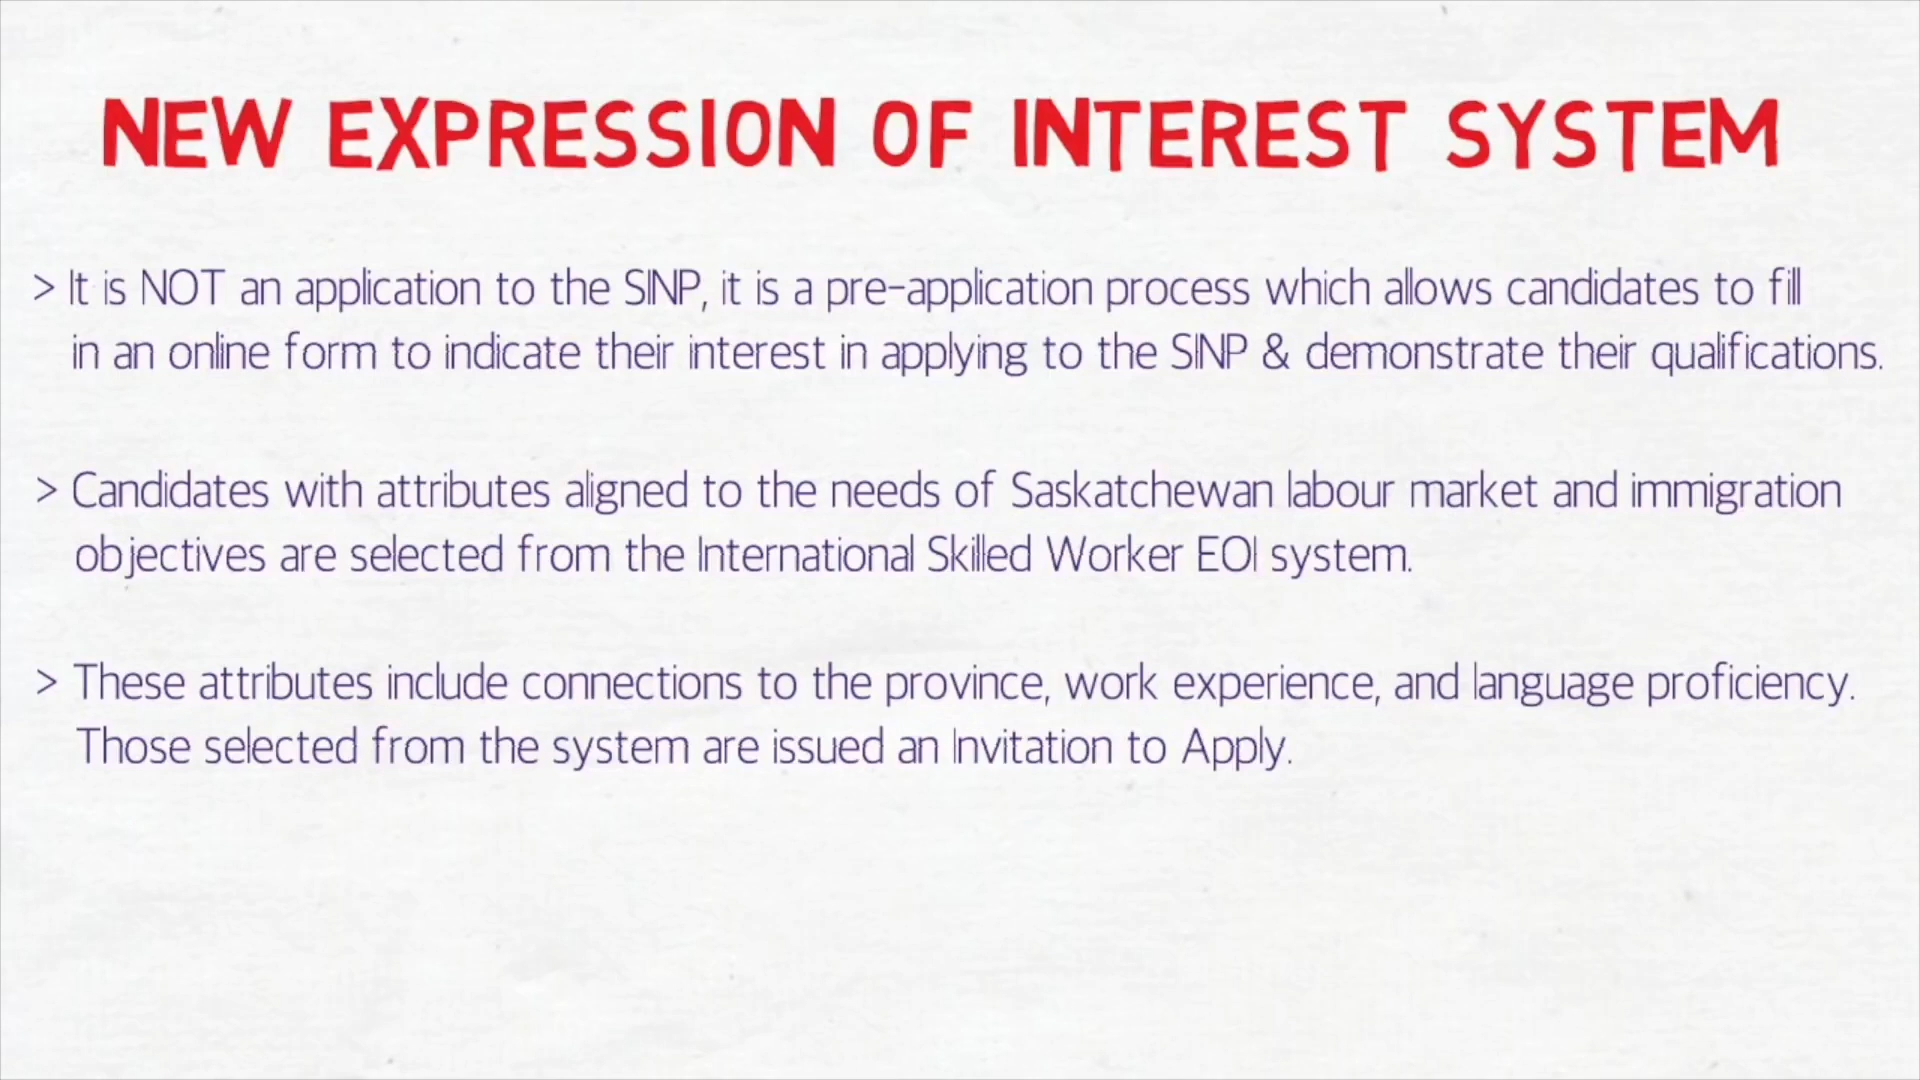 NEW EXPRESSION OF INTEREST SYSTEM
> It is NOT an application to the SINP, it is a pre-application process which allows candidates to fill
in an online form to indicate their interest in applying to the SINP & demonstrate their qualifications.
> Candidates with attributes aligned to the needs of Saskatchewan labour market and immigration
objectives are selected from the International Skilled Worker EOI system.
> These attributes include connections to the province, work experience, and language proficiency.
Those selected from the system are issued an Invitation to Apply.